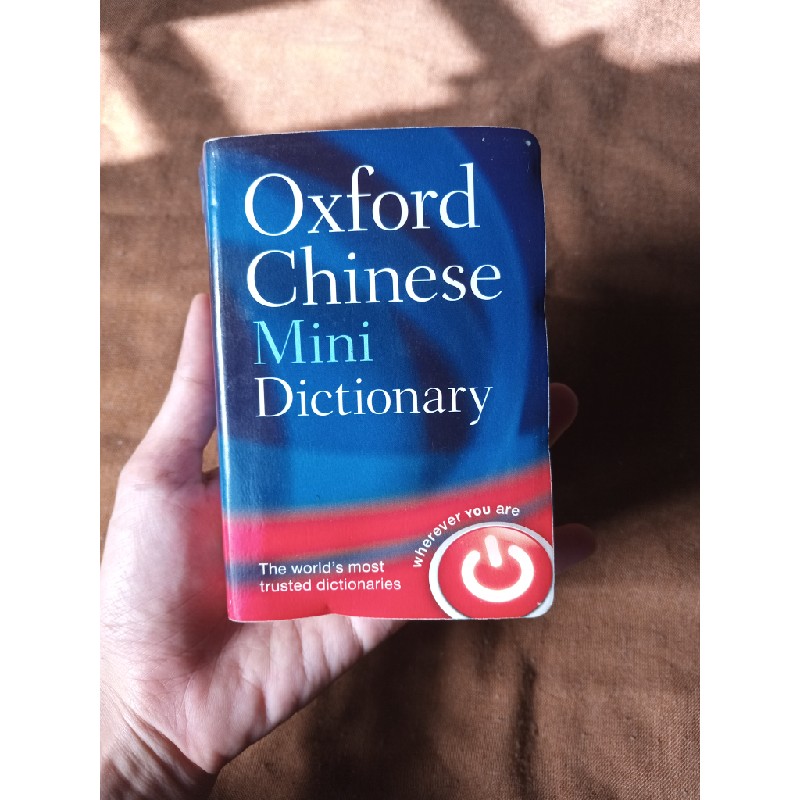 Oxford
Chinese
Mini
Dictionary
wherever YOU are
The world's most
trusted dictionaries